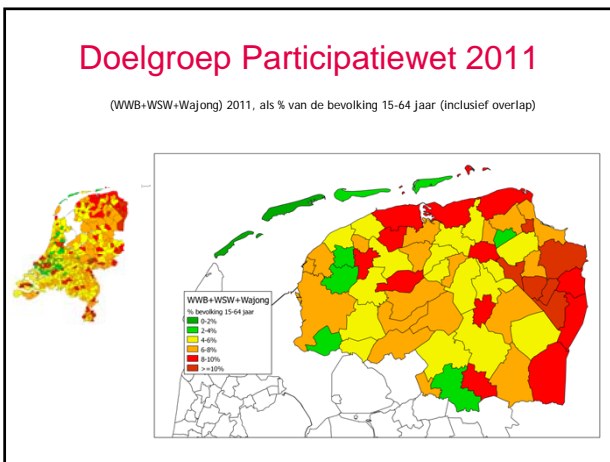 Doelgroep Participatiewet 2011
(WWB+WSW+Wajong) 2011, als % van de bevolking 15-64 jaar (inclusief overlap)
WWB+WSW+Wajong
% bevolking 15-64 jaar
0-2%
2-4%
4-6%
6-8%
8-10%
>=10%